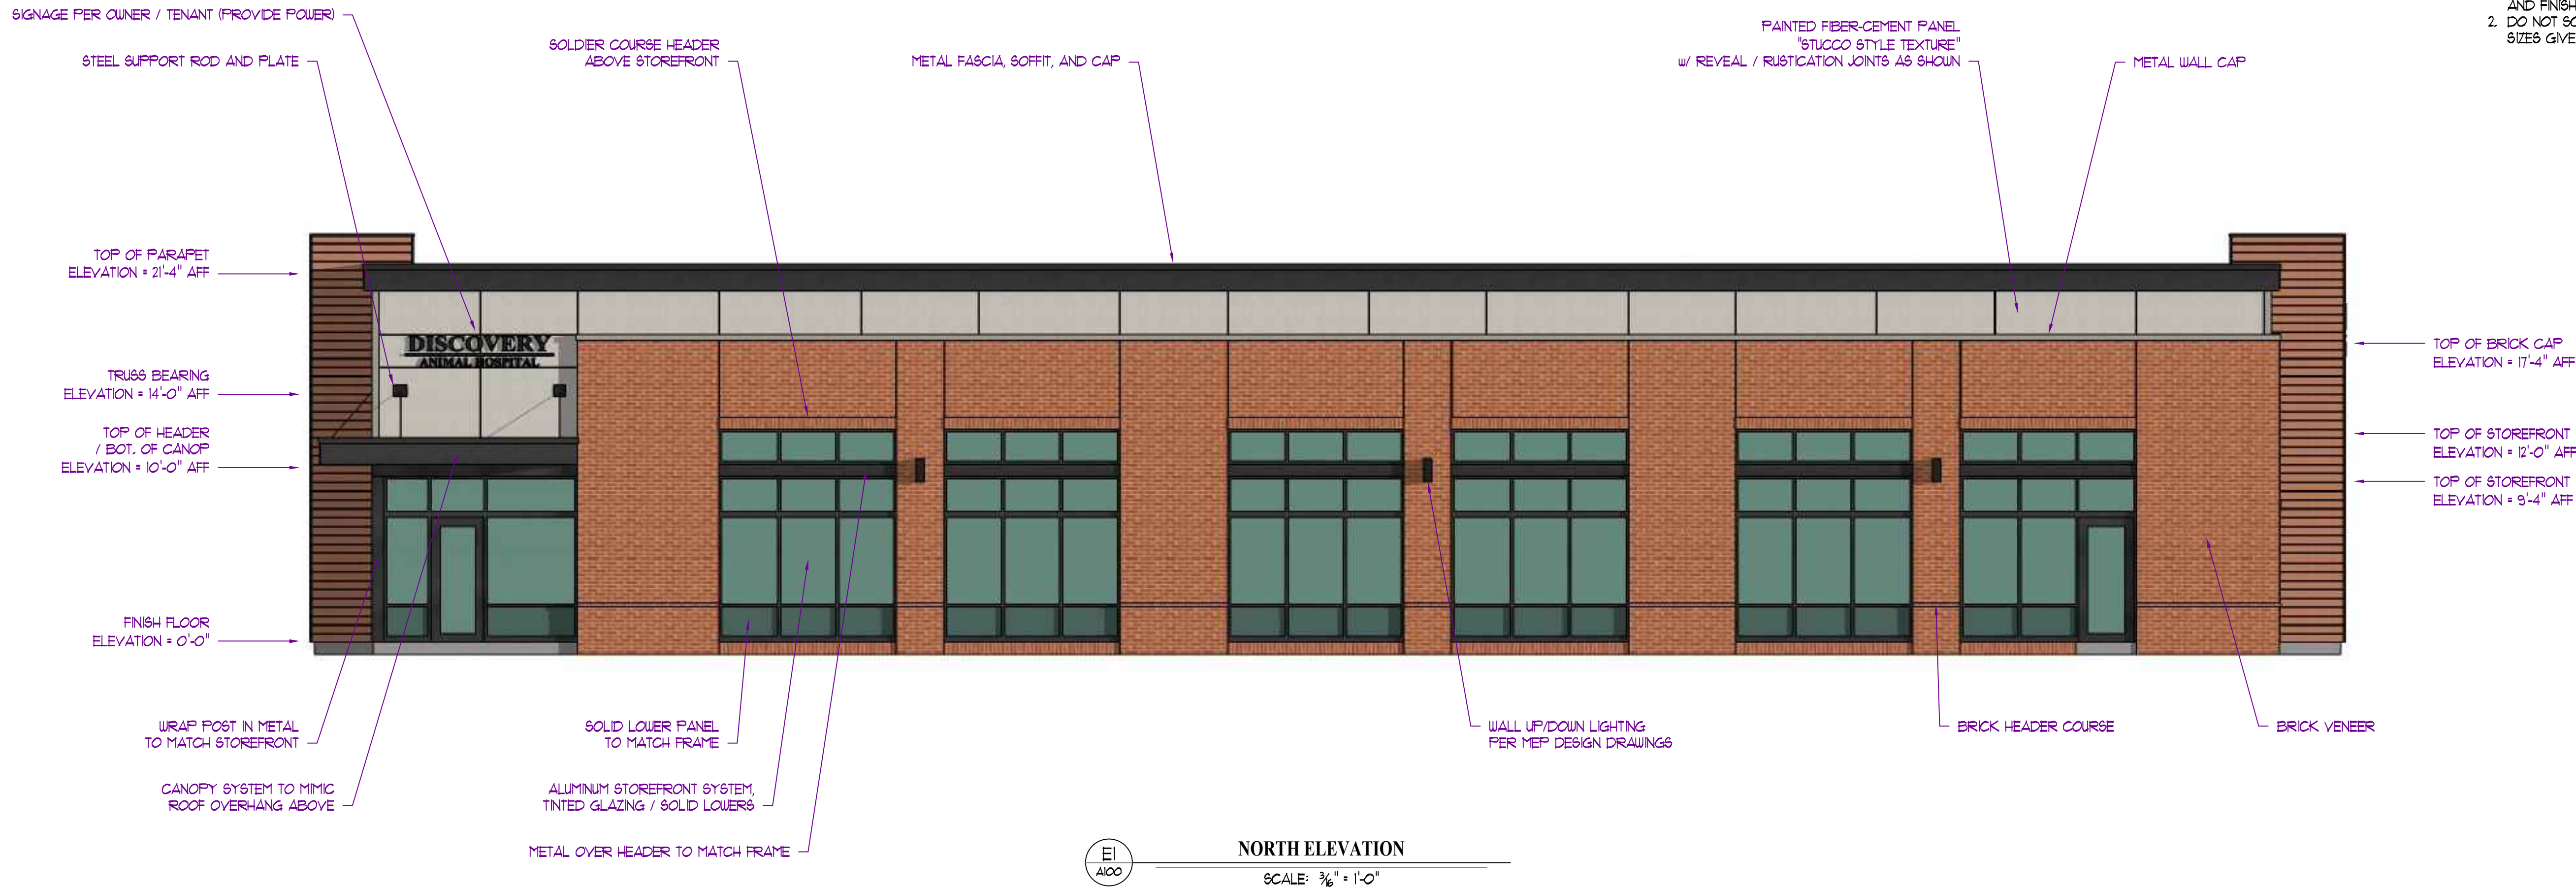 SIGNAGE PER OWNER / TENANT (PROVIDE POWER)
STEEL SUPPORT ROD AND PLATE
SOLDIER COURSE HEADER
ABOVE STOREFRONT
METAL FASCIA, SOFFIT, AND CAP
PAINTED FIBER-CEMENT PANEL
"STUCCO STYLE TEXTURE"
W/ REVEAL / RUSTICATION JOINTS AS SHOWN
METAL WALL CAP
AND FINISH
2. DO NOT SC
SIZES GIVE
TOP OF PARAPET
ELEVATION = 21'-4" AFF
TRUSS BEARING
ELEVATION = 14'-0" AFF
TOP OF HEADER
/ BOT. OF CANOP
ELEVATION = 10'-0" AFF
FINISH FLOOR
ELEVATION = 0'-0"
DISCOVERY
ANIMAL HOSPITAL
TOP OF BRICK CAP
ELEVATION = 17'-4" AFF
TOP OF STOREFRONT
ELEVATION = 12'-0" AFF
TOP OF STOREFRONT
ELEVATION = 9'-4" AFF
WRAP POST IN METAL
TO MATCH STOREFRONT
CANOPY SYSTEM TO MIMIC
ROOF OVERHANG ABOVE
SOLID LOWER PANEL
TO MATCH FRAME
ALUMINUM STOREFRONT SYSTEM,
TINTED GLAZING / SOLID LOWERS
METAL OVER HEADER TO MATCH FRAME
WALL UP/DOWN LIGHTING
PER MEP DESIGN DRAWINGS
BRICK HEADER COURSE
BRICK VENEER
E1
A100
NORTH ELEVATION
SCALE: 3/16" = 1'-0"